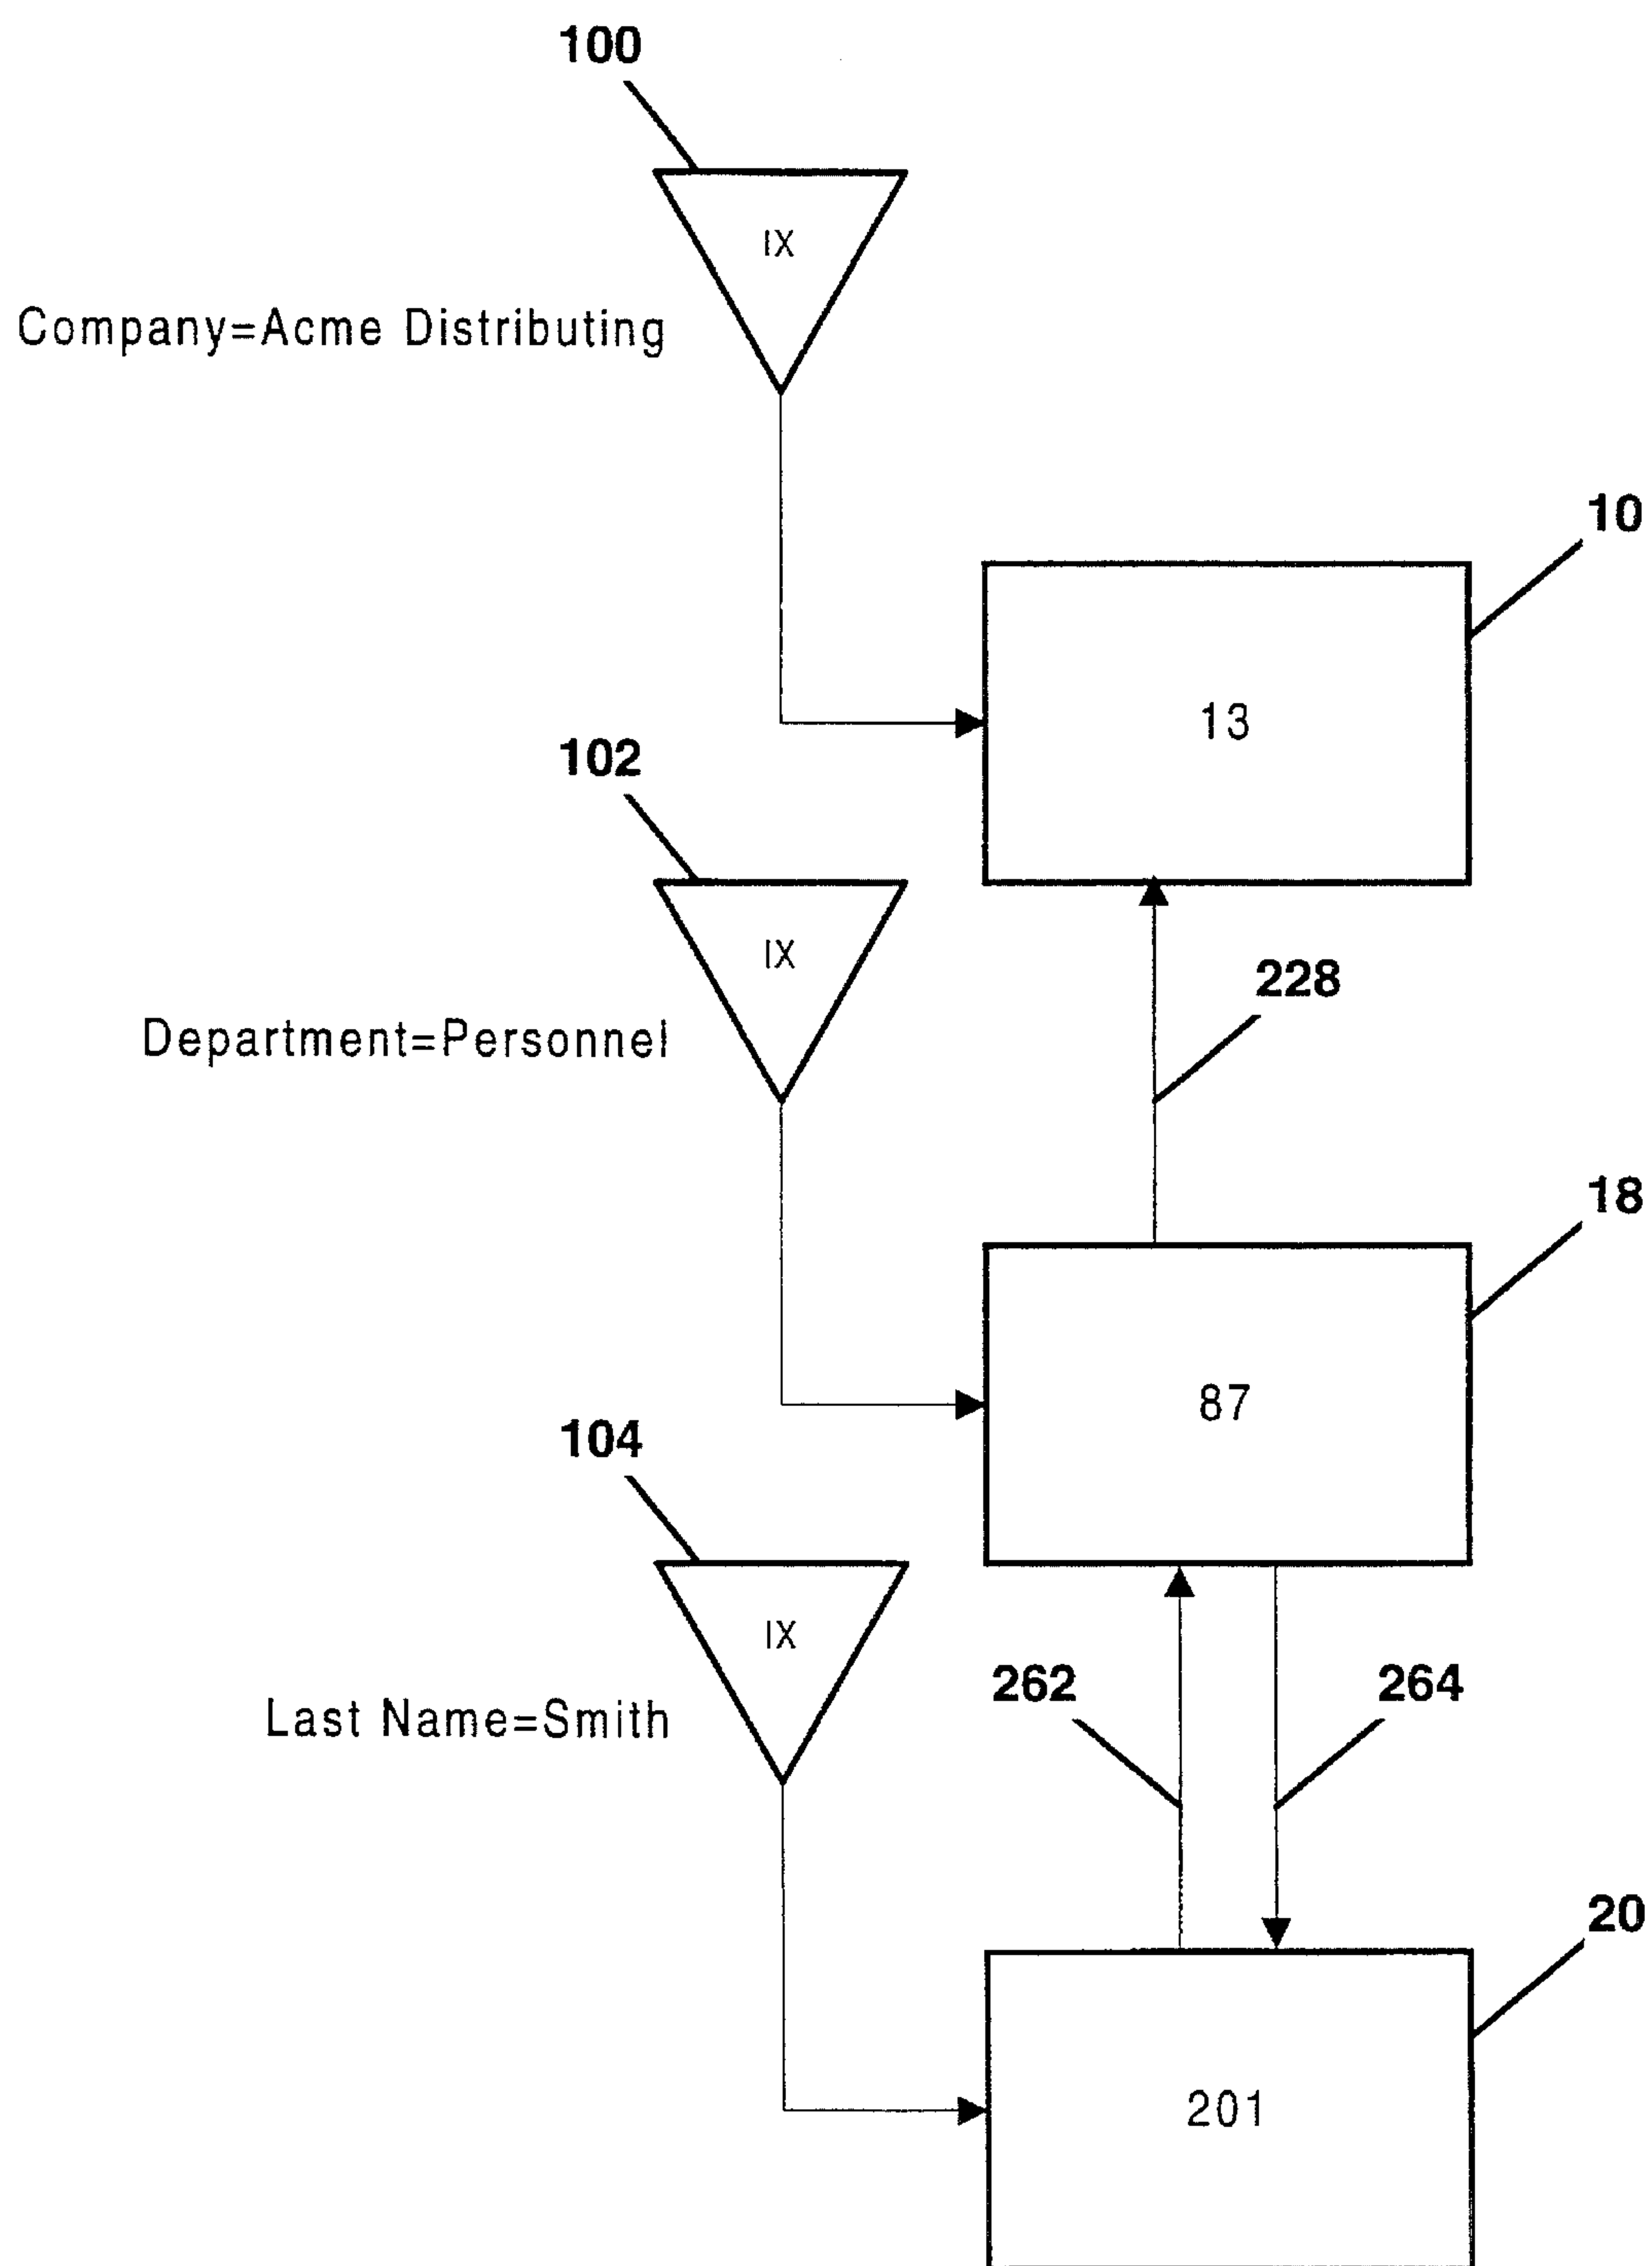 100
IX
Company=Acme Distributing
10
13
102
IX
228
Department=Personnel
18
87
104
IX
262
264
Last Name=Smith
20
201